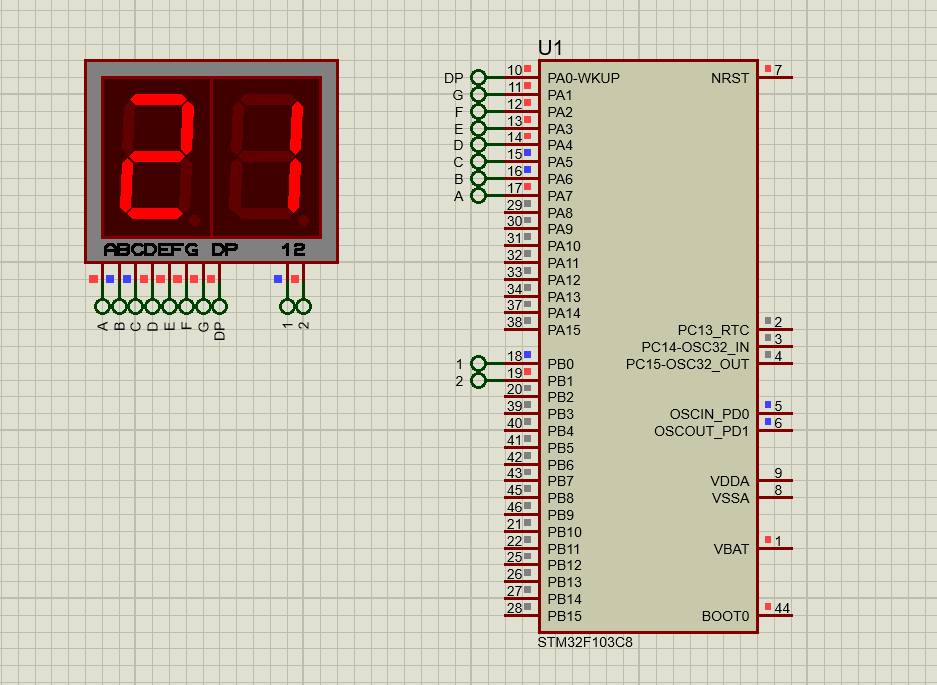 U1
21
ABCDEFG DP 12
A B C D E F G DP 1 2
DP 10 PA0-WKUP NRST 7
G 11 PA1
F 12 PA2
E 13 PA3
D 14 PA4
C 15 PA5
B 16 PA6
A 17 PA7
29 PA8
30 PA9
31 PA10
32 PA11
33 PA12
34 PA13
37 PA14
38 PA15 PC13_RTC 2
PC14-OSC32_IN 3
1 18 PB0 PC15-OSC32_OUT 4
2 19 PB1
20 PB2
39 PB3 OSCIN_PD0 5
40 PB4 OSCOUT_PD1 6
41 PB5
42 PB6
43 PB7 VDDA 9
45 PB8 VSSA 8
46 PB9
21 PB10
22 PB11 VBAT 1
25 PB12
26 PB13
27 PB14
28 PB15 BOOT0 44
STM32F103C8